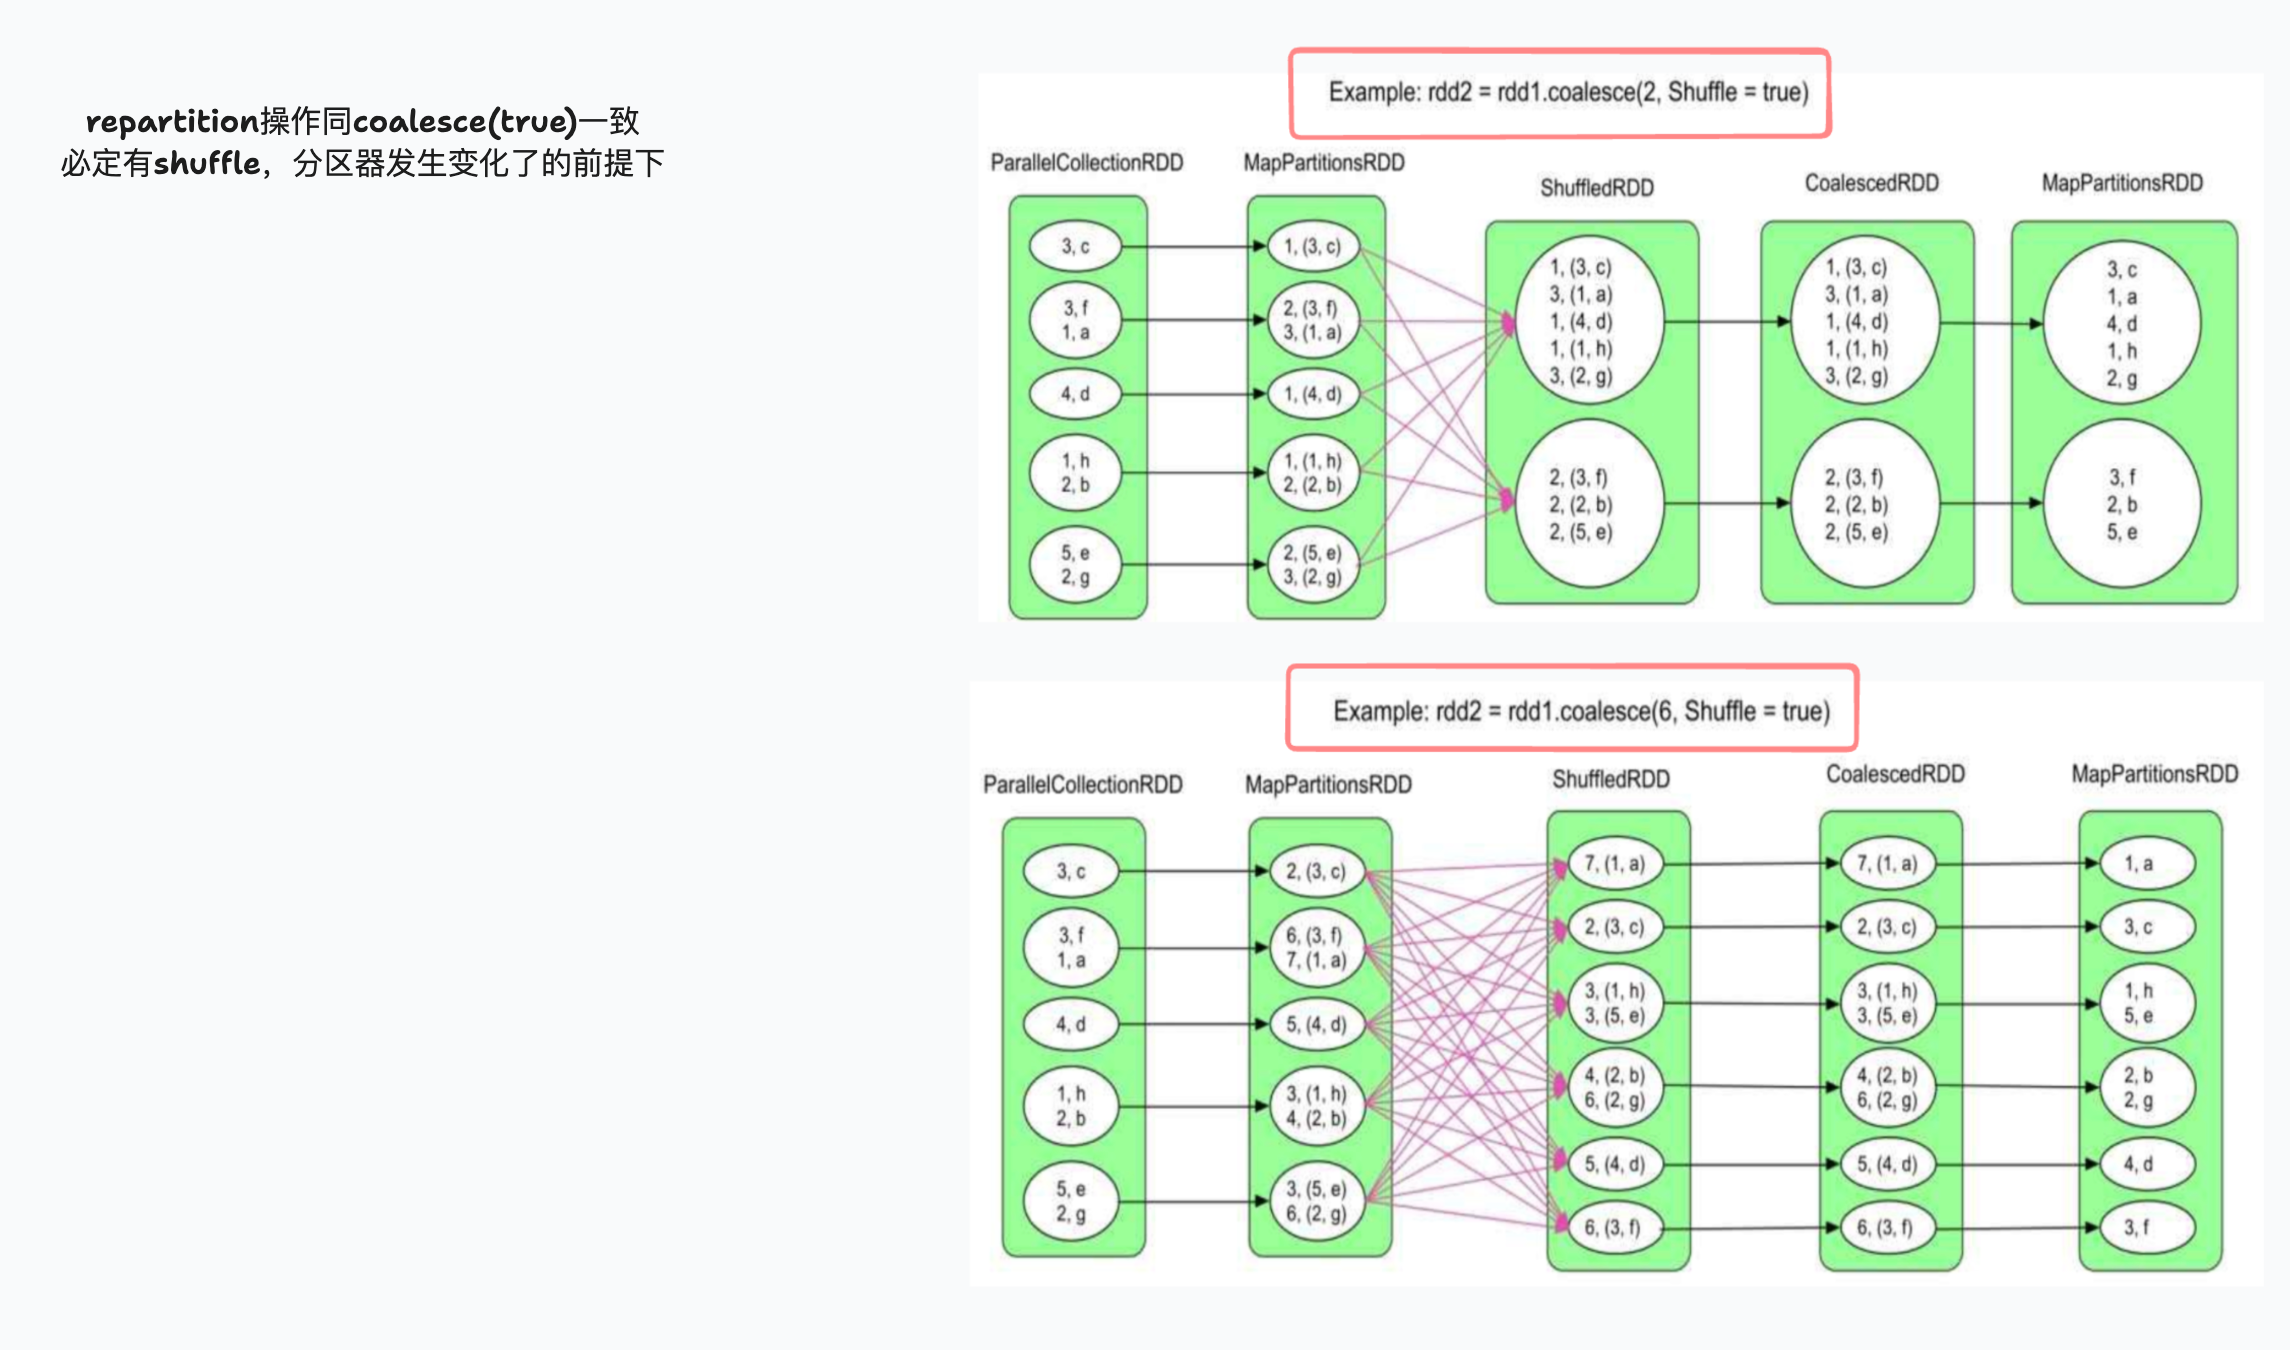 repartition操作同coalesce(true)一致
必定有shuffle，分区器发生变化了的前提下
Example: rdd2 = rdd1.coalesce(2, Shuffle = true)
ParallelCollectionRDD
3, c
3, f
1, a
4, d
1, h
2, b
5, e
2, g
MapPartitionsRDD
1, (3, c)
2, (3, f)
3, (1, a)
1, (4, d)
1, (1, h)
2, (2, b)
2, (5, e)
3, (2, g)
ShuffledRDD
1, (3, c)
3, (1, a)
1, (4, d)
1, (1, h)
3, (2, g)
2, (3, f)
2, (2, b)
2, (5, e)
CoalescedRDD
1, (3, c)
3, (1, a)
1, (4, d)
1, (1, h)
3, (2, g)
2, (3, f)
2, (2, b)
2, (5, e)
MapPartitionsRDD
3, c
1, a
4, d
1, h
2, g
3, f
2, b
5, e
Example: rdd2 = rdd1.coalesce(6, Shuffle = true)
ParallelCollectionRDD
3, c
3, f
1, a
4, d
1, h
2, b
5, e
2, g
MapPartitionsRDD
2, (3, c)
6, (3, f)
7, (1, a)
5, (4, d)
3, (1, h)
4, (2, b)
3, (5, e)
6, (2, g)
ShuffledRDD
7, (1, a)
2, (3, c)
3, (1, h)
3, (5, e)
4, (2, b)
6, (2, g)
5, (4, d)
6, (3, f)
CoalescedRDD
7, (1, a)
2, (3, c)
3, (1, h)
3, (5, e)
4, (2, b)
6, (2, g)
5, (4, d)
6, (3, f)
MapPartitionsRDD
1, a
3, c
1, h
5, e
2, b
2, g
4, d
3, f